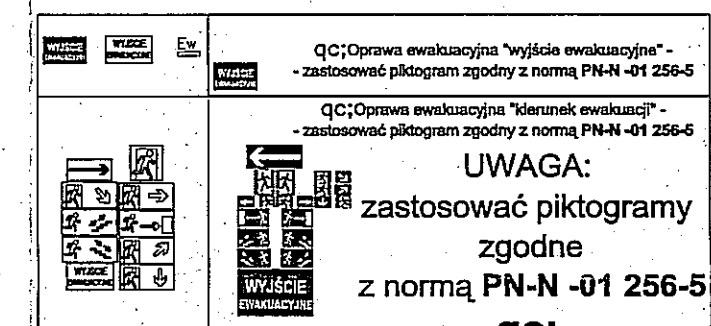 WYJŚCIE
EWAKUACYJNE
WYJŚCIE
EWAKUACYJNE
Ew
WYJŚCIE
EWAKUACYJNE
qc;Oprawa ewakuacyjna "wyjście ewakuacyjne" -
- zastosować piktogram zgodny z normą PN-N -01 256-5
qc;Oprawa ewakuacyjna "kierunek ewakuacji" -
- zastosować piktogram zgodny z normą PN-N -01 256-5
WYJŚCIE
EWAKUACYJNE
WYJŚCIE
EWAKUACYJNE
UWAGA:
zastosować piktogramy
zgodne
z normą PN-N -01 256-5